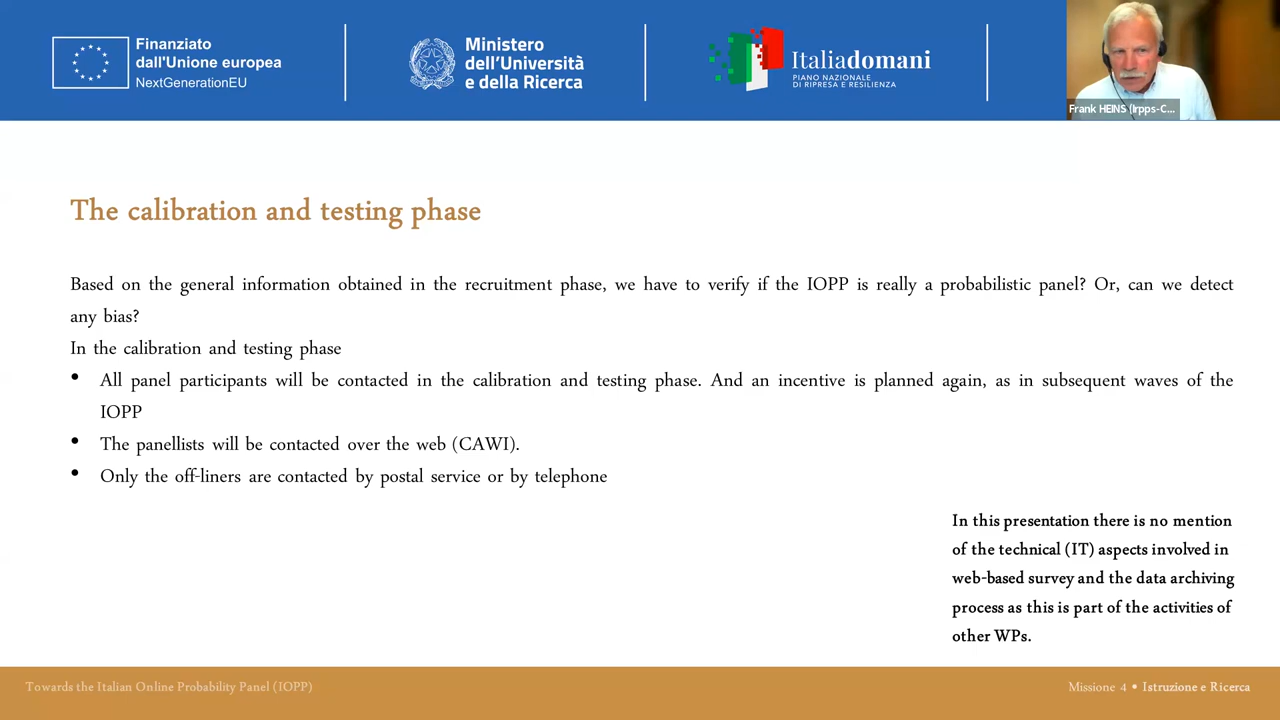 Finanziato
dall'Unione europea
NextGenerationEU
Ministero
dell'Università
e della Ricerca
Italiadomani
PIANO NAZIONALE
DI RIPRESA E RESILIENZA
Frank HEINS (Irpps-C...
The calibration and testing phase
Based on the general information obtained in the recruitment phase, we have to verify if the IOPP is really a probabilistic panel? Or, can we detect
any bias?
In the calibration and testing phase
• All panel participants will be contacted in the calibration and testing phase. And an incentive is planned again, as in subsequent waves of the
IOPP
• The panellists will be contacted over the web (CAWI).
• Only the off-liners are contacted by postal service or by telephone
In this presentation there is no mention
of the technical (IT) aspects involved in
web-based survey and the data archiving
process as this is part of the activities of
other WPs.
Towards the Italian Online Probability Panel (IOPP)
Missione 4 • Istruzione e Ricerca